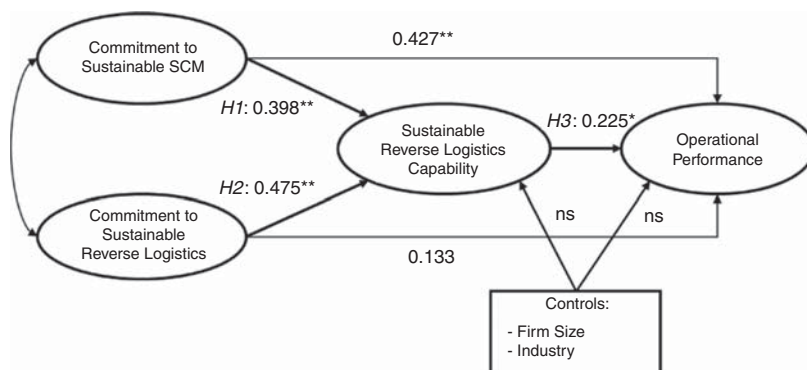 Commitment to
Sustainable SCM
0.427**
H1: 0.398**
Sustainable
Reverse Logistics
Capability
H3: 0.225*
Operational
Performance
H2: 0.475**
Commitment to
Sustainable
Reverse Logistics
0.133
ns
ns
Controls:
- Firm Size
- Industry